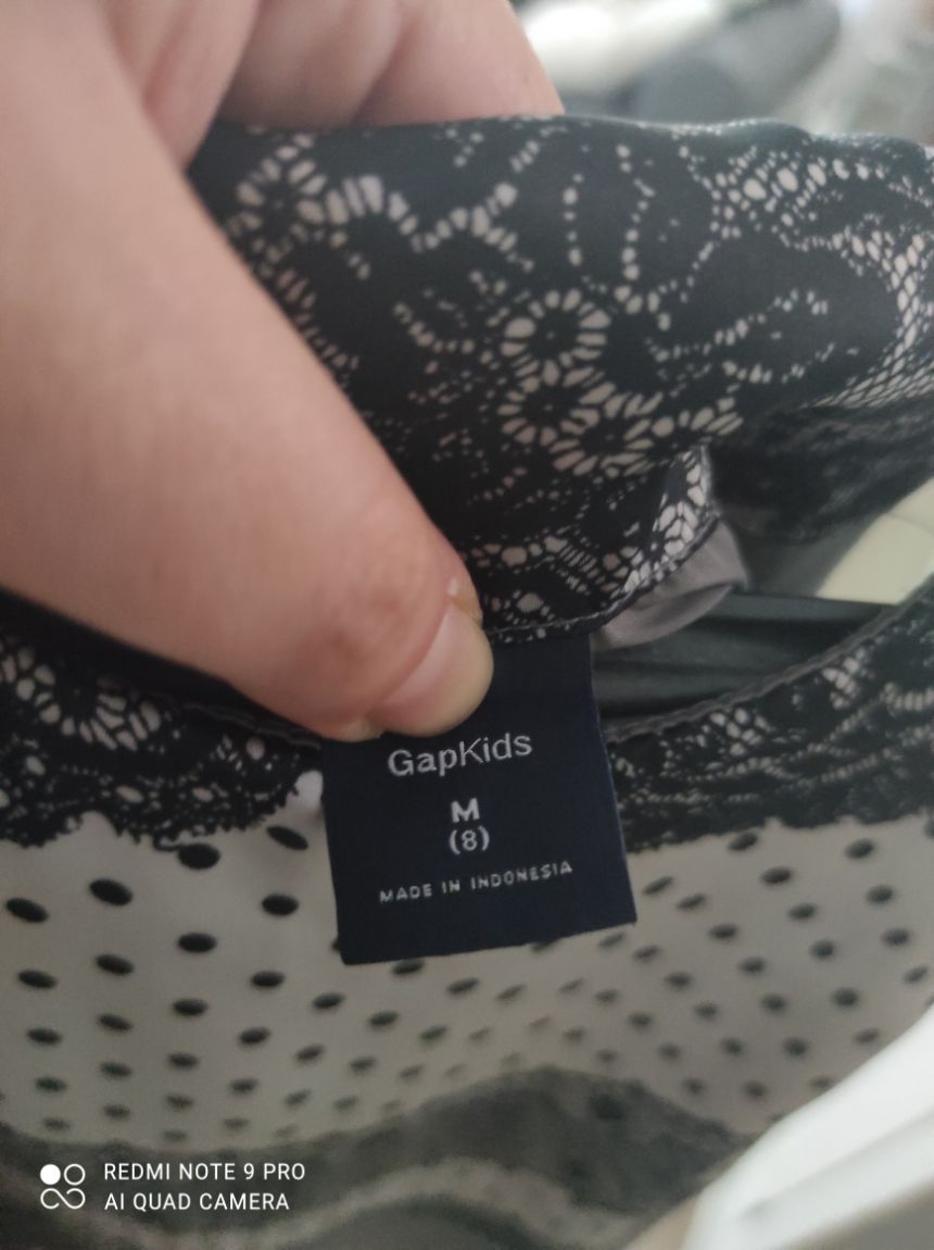 GapKids
M
(8)
MADE IN INDONESIA
REDMI NOTE 9 PRO
AI QUAD CAMERA